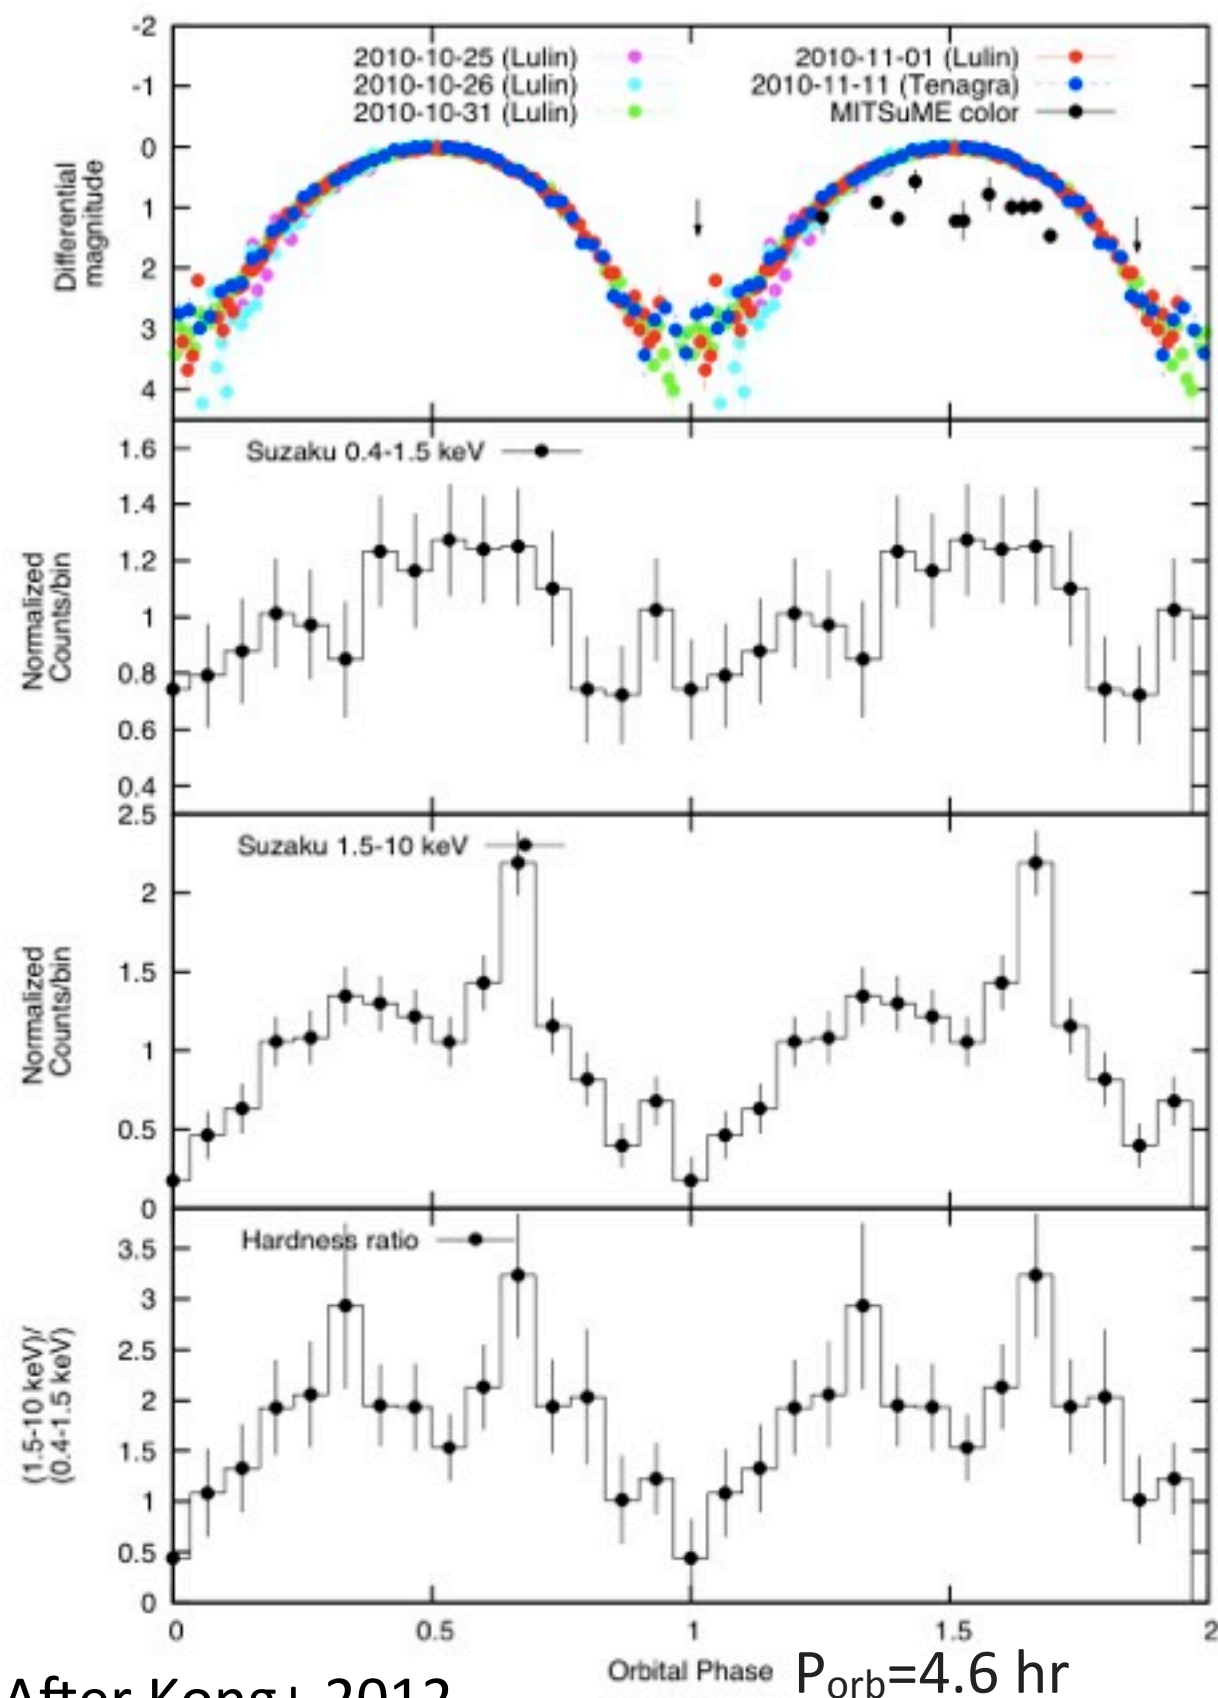 -2
-1
0
1
2
3
4
Differential
magnitude
2010-10-25 (Lulin)
2010-10-26 (Lulin)
2010-10-31 (Lulin)
2010-11-01 (Lulin)
2010-11-11 (Tenagra)
MITSuME color
1.6
1.4
1.2
1
0.8
0.6
0.4
Normalized
Counts/bin
Suzaku 0.4-1.5 keV
2.5
2
1.5
1
0.5
0
Normalized
Counts/bin
Suzaku 1.5-10 keV
3.5
3
2.5
2
1.5
1
0.5
0
(1.5-10 keV)/
(0.4-1.5 keV)
Hardness ratio
0 0.5 1 1.5 2
Orbital Phase
Porb=4.6 hr
After Kong+ 2012